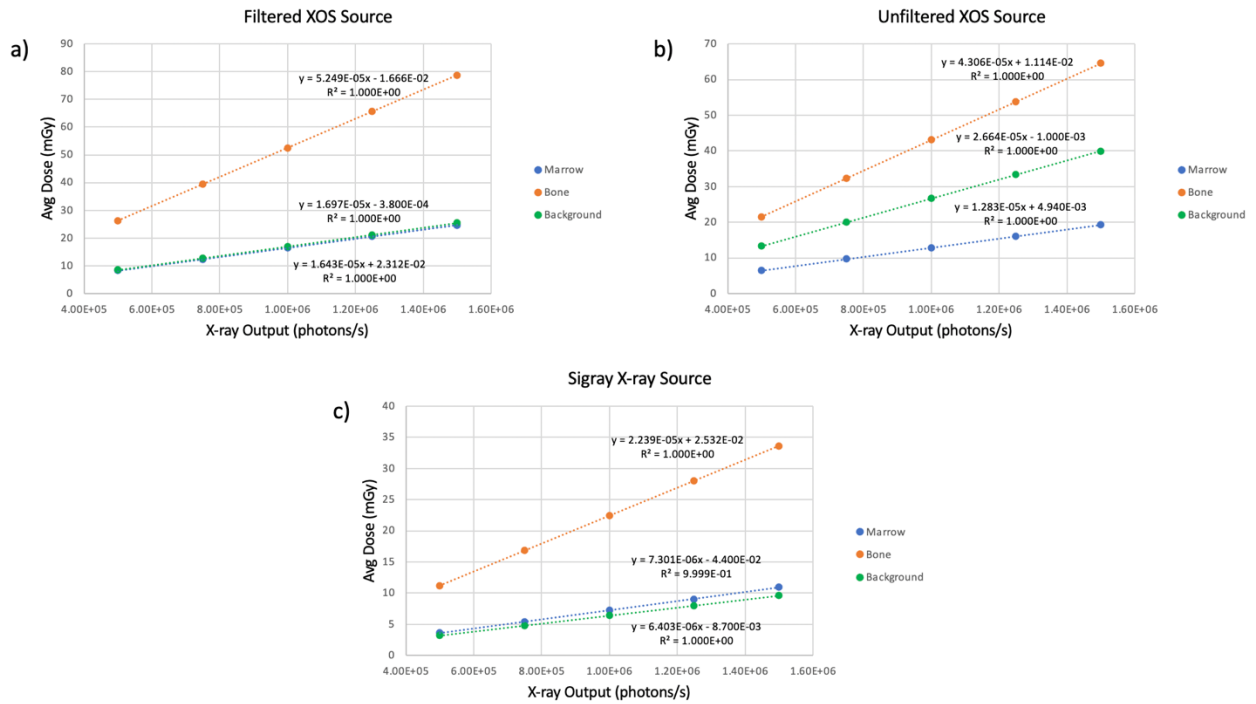 Filtered XOS Source
a)
90
80
70
60
50
40
30
20
10
0
Avg Dose (mGy)
y = 5.249E-05x - 1.666E-02
R² = 1.000E+00
y = 1.697E-05x - 3.800E-04
R² = 1.000E+00
y = 1.643E-05x + 2.312E-02
R² = 1.000E+00
4.00E+05 6.00E+05 8.00E+05 1.00E+06 1.20E+06 1.40E+06 1.60E+06
X-ray Output (photons/s)
Marrow
Bone
Background
Unfiltered XOS Source
b)
70
60
50
40
30
20
10
0
Avg Dose (mGy)
y = 4.306E-05x + 1.114E-02
R² = 1.000E+00
y = 2.664E-05x - 1.000E-03
R² = 1.000E+00
y = 1.283E-05x + 4.940E-03
R² = 1.000E+00
4.00E+05 6.00E+05 8.00E+05 1.00E+06 1.20E+06 1.40E+06 1.60E+06
X-ray Output (photons/s)
Marrow
Bone
Background
Sigray X-ray Source
c)
40
35
30
25
20
15
10
5
0
Avg Dose (mGy)
y = 2.239E-05x + 2.532E-02
R² = 1.000E+00
y = 7.301E-06x - 4.400E-02
R² = 9.999E-01
y = 6.403E-06x - 8.700E-03
R² = 1.000E+00
4.00E+05 6.00E+05 8.00E+05 1.00E+06 1.20E+06 1.40E+06 1.60E+06
X-ray Output (photons/s)
Marrow
Bone
Background